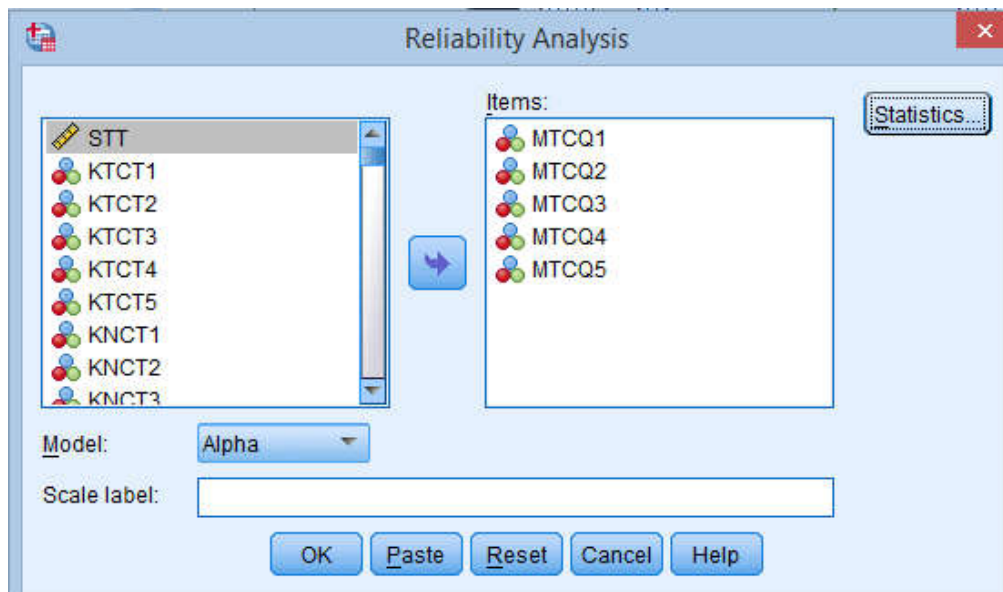 Reliability Analysis
Items:
Statistics...
STT
KTCT1
KTCT2
KTCT3
KTCT4
KTCT5
KNCT1
KNCT2
KNCT3
MTCQ1
MTCQ2
MTCQ3
MTCQ4
MTCQ5
Model: Alpha
Scale label:
OK Paste Reset Cancel Help